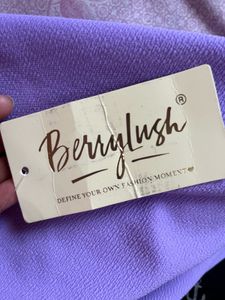 Berrylush®
DEFINE YOUR OWN FASHION MOMENT